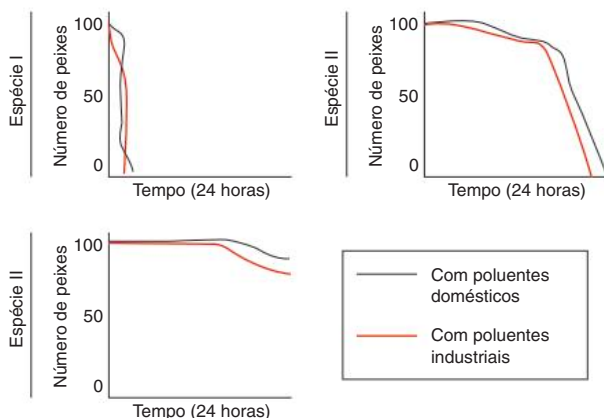 Espécie I
Número de peixes
100
50
0
Tempo (24 horas)
Espécie II
Número de peixes
100
50
0
Tempo (24 horas)
Espécie II
Número de peixes
100
50
0
Tempo (24 horas)
Com poluentes
domésticos
Com poluentes
industriais